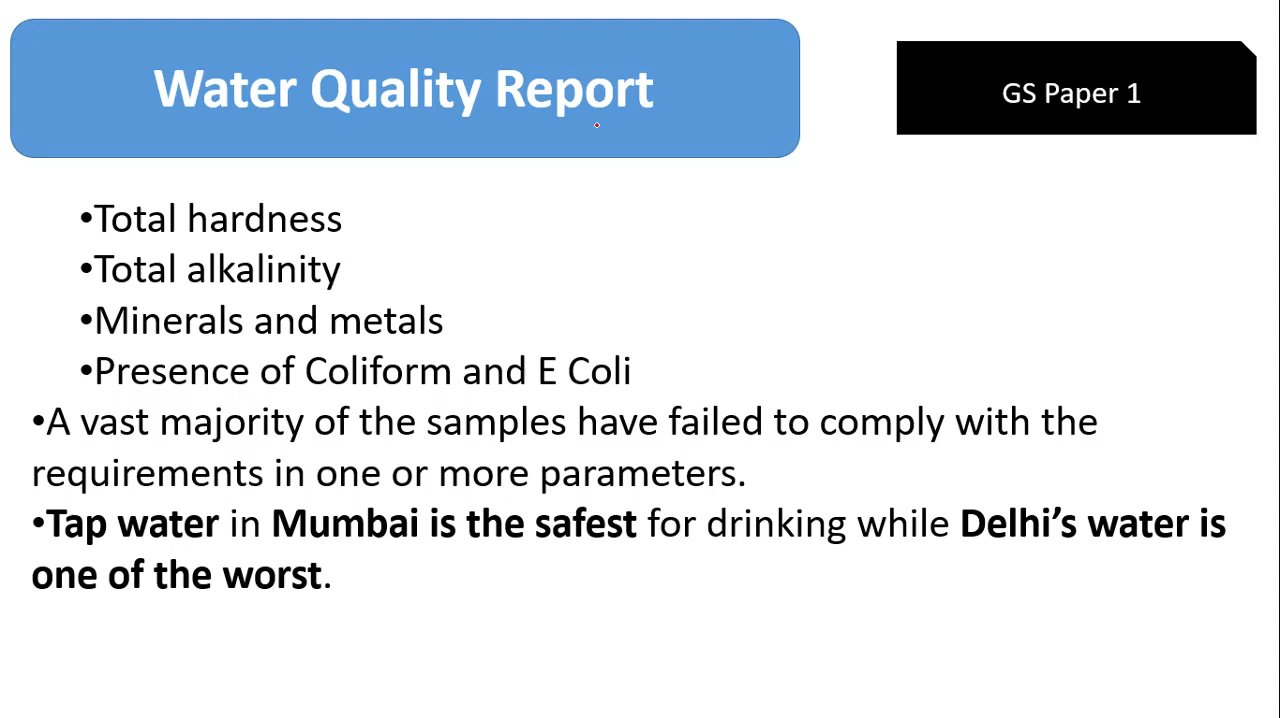 Water Quality Report
GS Paper 1
•Total hardness
•Total alkalinity
•Minerals and metals
•Presence of Coliform and E Coli
•A vast majority of the samples have failed to comply with the
requirements in one or more parameters.
•Tap water in Mumbai is the safest for drinking while Delhi’s water is
one of the worst.